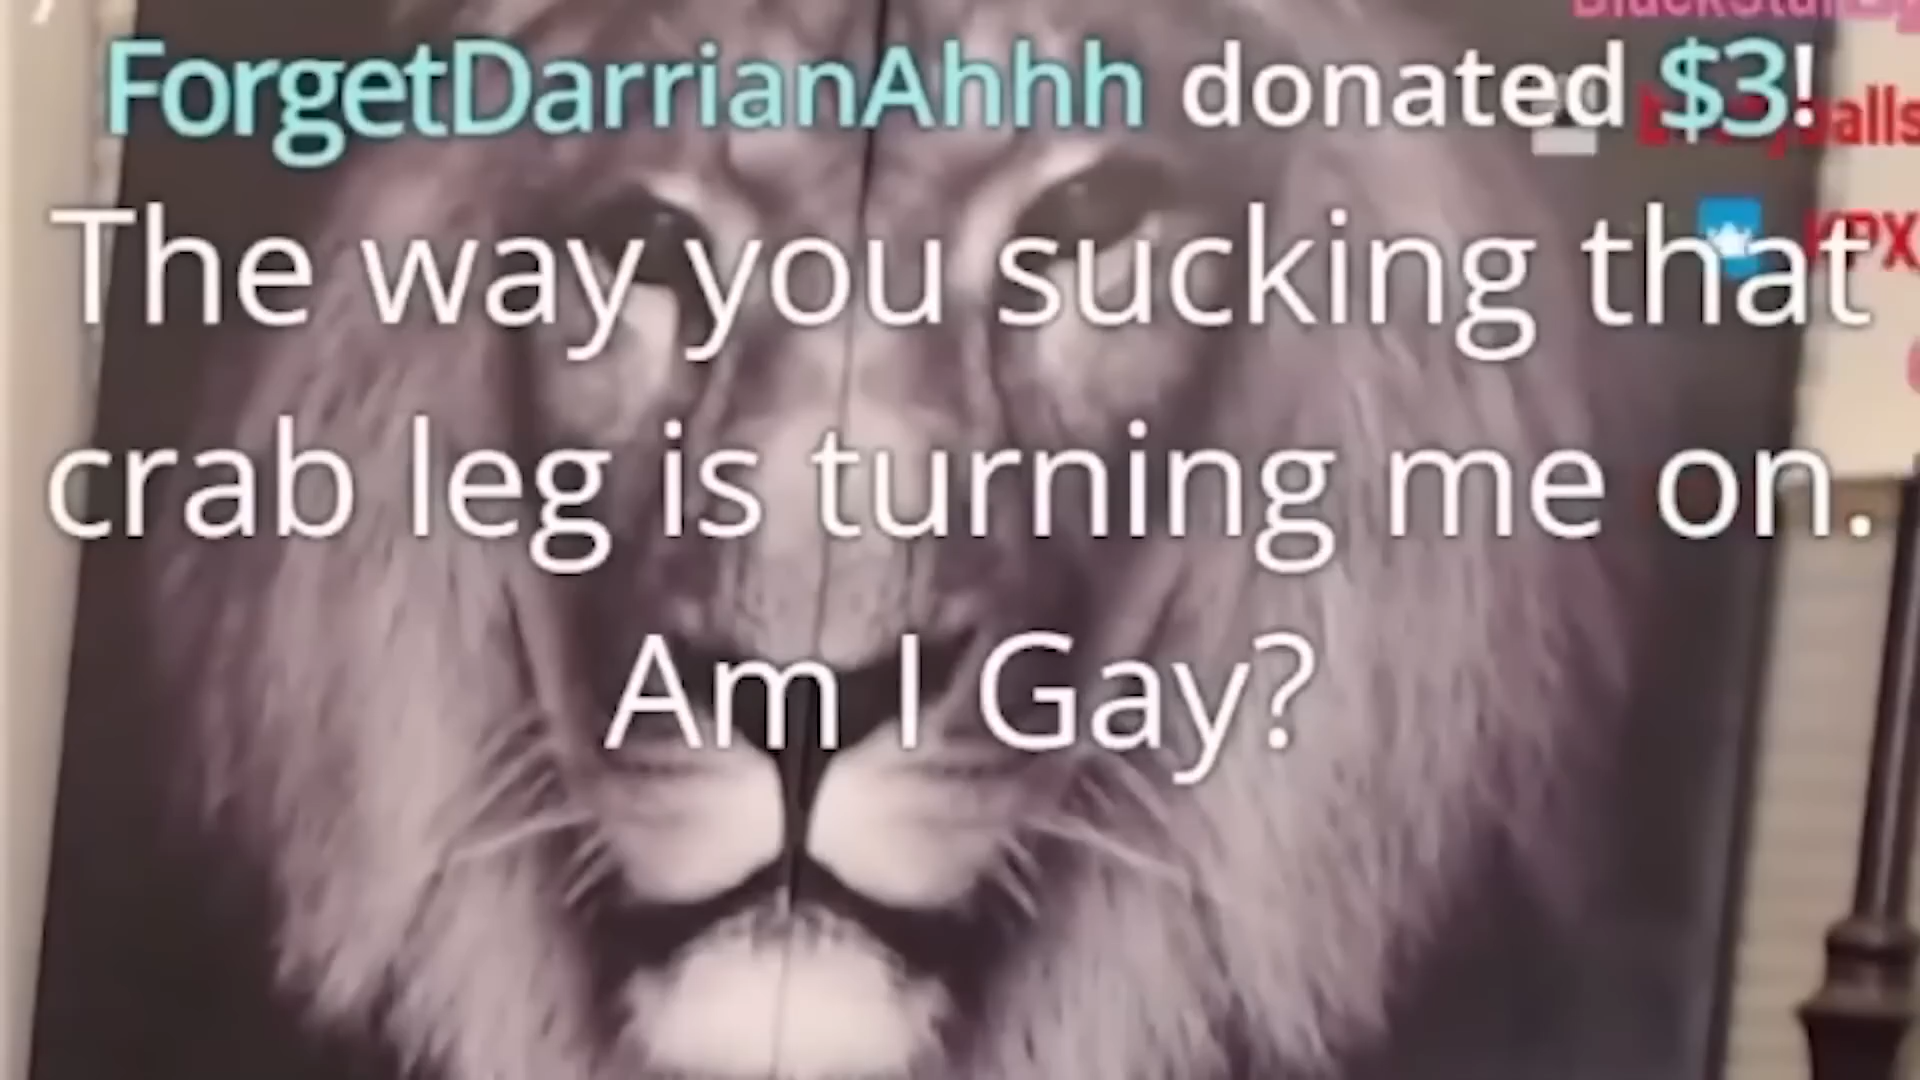 ForgetDarrianAhhh donated $3!
The way you sucking that
crab leg is turning me on.
Am I Gay?